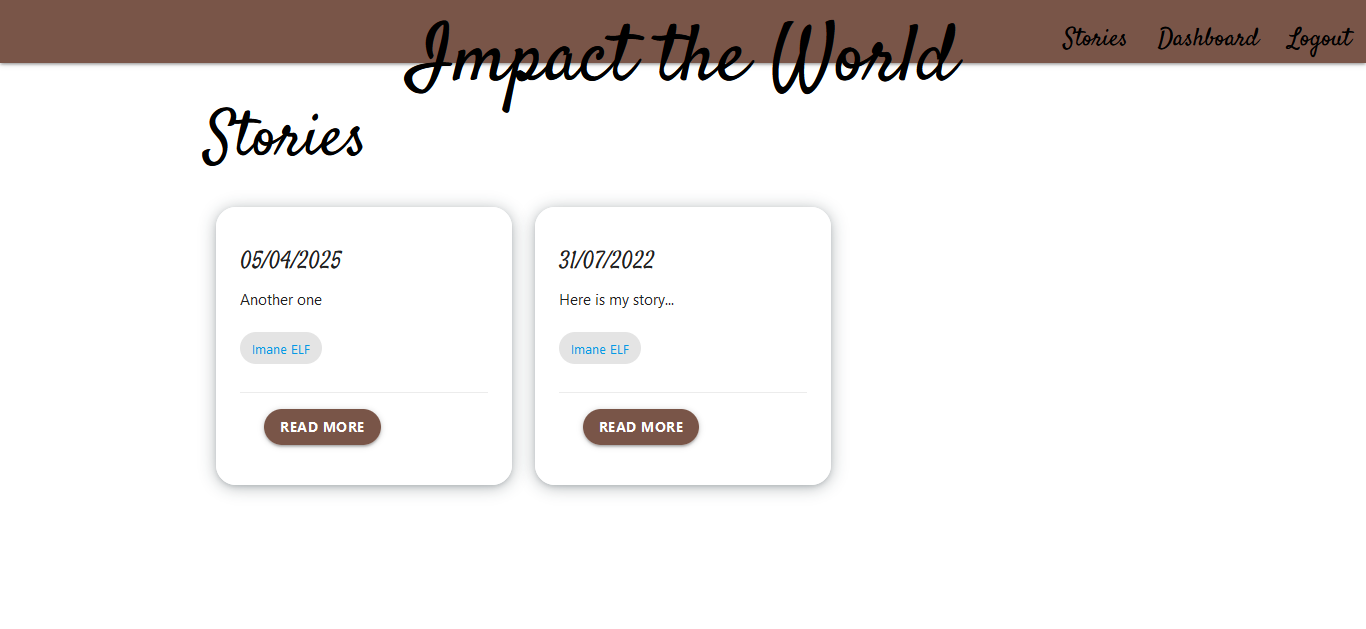 Impact the World
Stories Dashboard Logout
Stories
05/04/2025
Another one
Imane ELF
READ MORE
31/07/2022
Here is my story...
Imane ELF
READ MORE